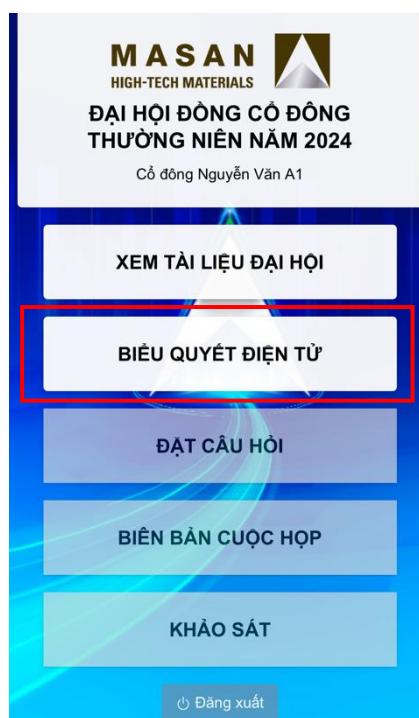 MASAN
HIGH-TECH MATERIALS
ĐẠI HỘI ĐỒNG CỔ ĐÔNG
THƯỜNG NIÊN NĂM 2024
Cổ đông Nguyễn Văn A1
XEM TÀI LIỆU ĐẠI HỘI
BIỂU QUYẾT ĐIỆN TỬ
ĐẶT CÂU HỎI
BIÊN BẢN CUỘC HỌP
KHẢO SÁT
Đăng xuất